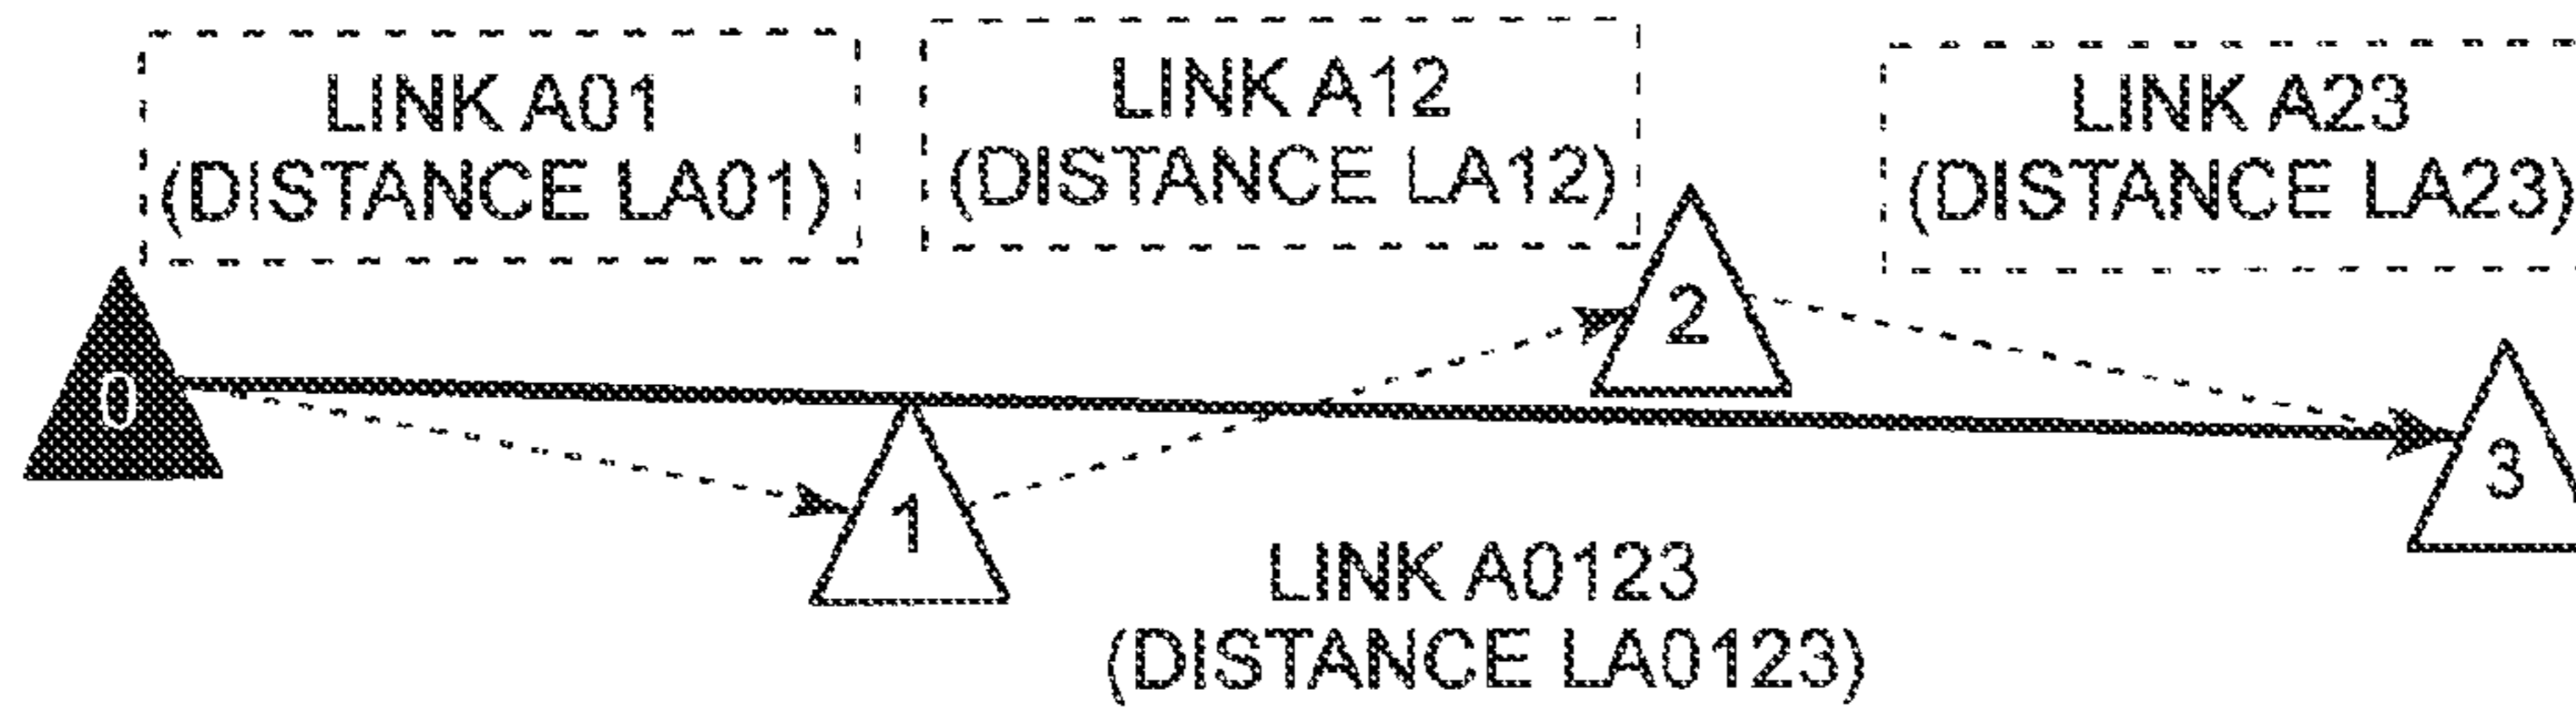 LINK A01
(DISTANCE LA01)
LINK A12
(DISTANCE LA12)
LINK A23
(DISTANCE LA23)
0
1
2
3
LINK A0123
(DISTANCE LA0123)